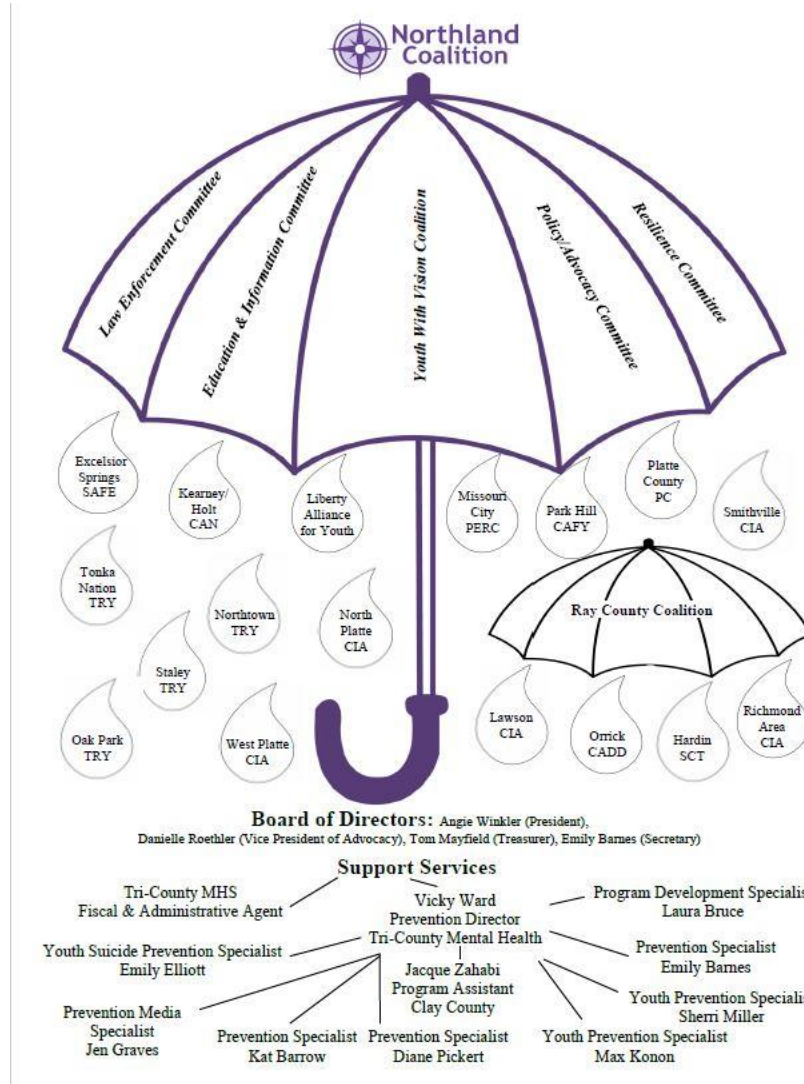 Northland
Coalition
Law Enforcement Committee
Education & Information Committee
Youth With Vision Coalition
Policy/Advocacy Committee
Resilience Committee
Excelsior
Springs
SAFE
Kearney/
Holt
CAN
Liberty
Alliance
for Youth
Missouri
City
PERC
Park Hill
CAFY
Platte
County
PC
Smithville
CIA
Tonka
Nation
TRY
Northtown
TRY
North
Platte
CIA
Ray County Coalition
Staley
TRY
Oak Park
TRY
West Platte
CIA
Lawson
CIA
Orrick
CADD
Hardin
SCT
Richmond
Area
CIA
Board of Directors: Angie Winkler (President),
Danielle Roethler (Vice President of Advocacy), Tom Mayfield (Treasurer), Emily Barnes (Secretary)
Support Services
Tri-County MHS
Fiscal & Administrative Agent
Vicky Ward
Prevention Director
Tri-County Mental Health
Program Development Specialis
Laura Bruce
Youth Suicide Prevention Specialist
Emily Elliott
Prevention Specialist
Emily Barnes
Jacque Zahabi
Program Assistant
Clay County
Youth Prevention Specialis
Sherri Miller
Prevention Media
Specialist
Jen Graves
Prevention Specialist
Kat Barrow
Prevention Specialist
Diane Pickert
Youth Prevention Specialist
Max Konon